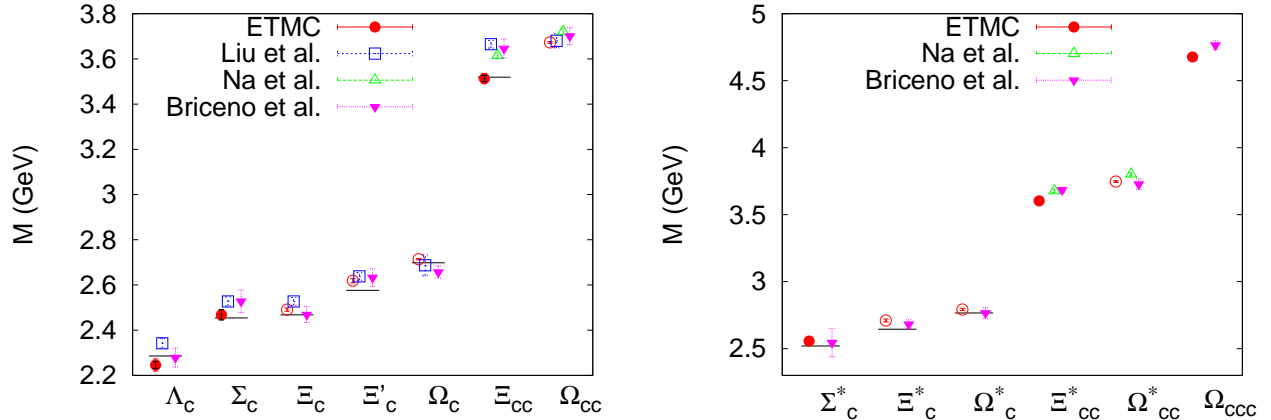 ETMC
Liu et al.
Na et al.
Briceno et al.
M (GeV)
3.8
3.6
3.4
3.2
3
2.8
2.6
2.4
2.2
Λc Σc Ξc Ξ'c Ωc Ξcc Ωcc
ETMC
Na et al.
Briceno et al.
M (GeV)
5
4.5
4
3.5
3
2.5
Σ*c Ξ*c Ω*c Ξ*cc Ω*cc Ωccc